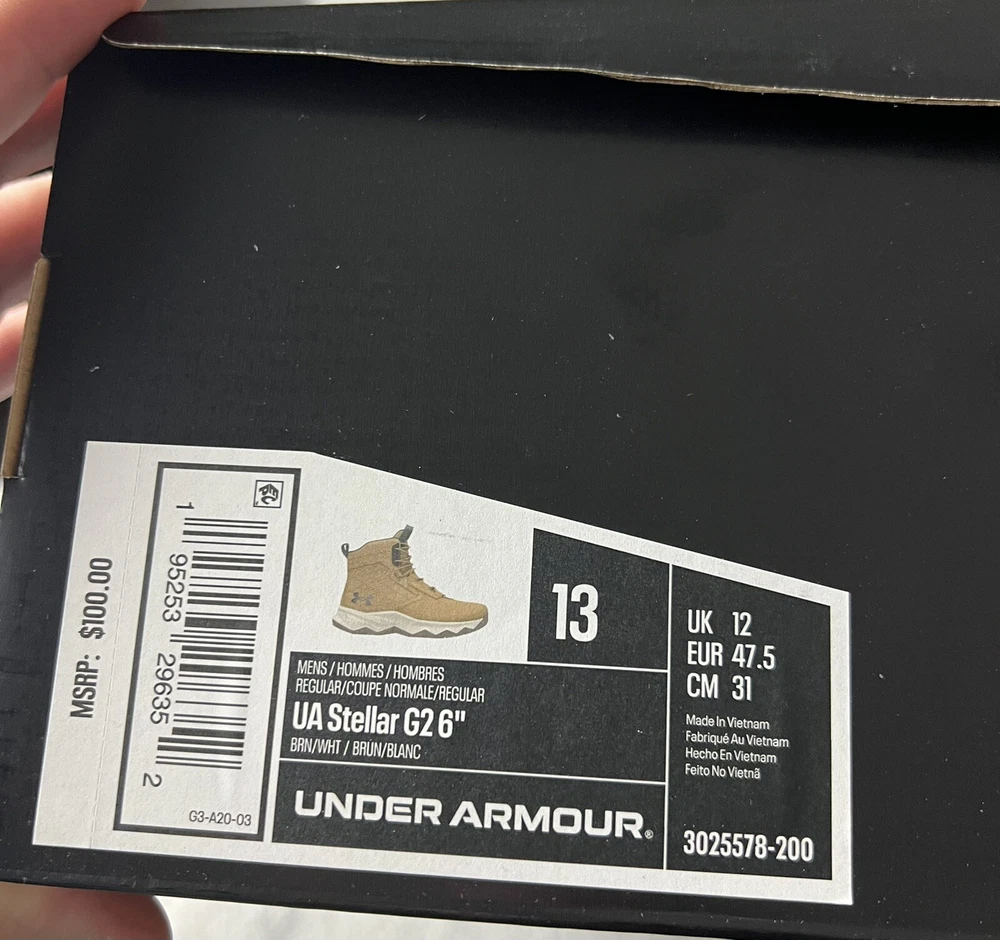 MSRP: $100.00
1 95253 29635 2
G3-A20-03
13
MENS / HOMMES / HOMBRES
REGULAR/COUPE NORMALE/REGULAR
UA Stellar G2 6"
BRN/WHT / BRUN/BLANC
UNDER ARMOUR®
UK 12
EUR 47.5
CM 31
Made In Vietnam
Fabriqué Au Vietnam
Hecho En Vietnam
Feito No Vietnã
3025578-200